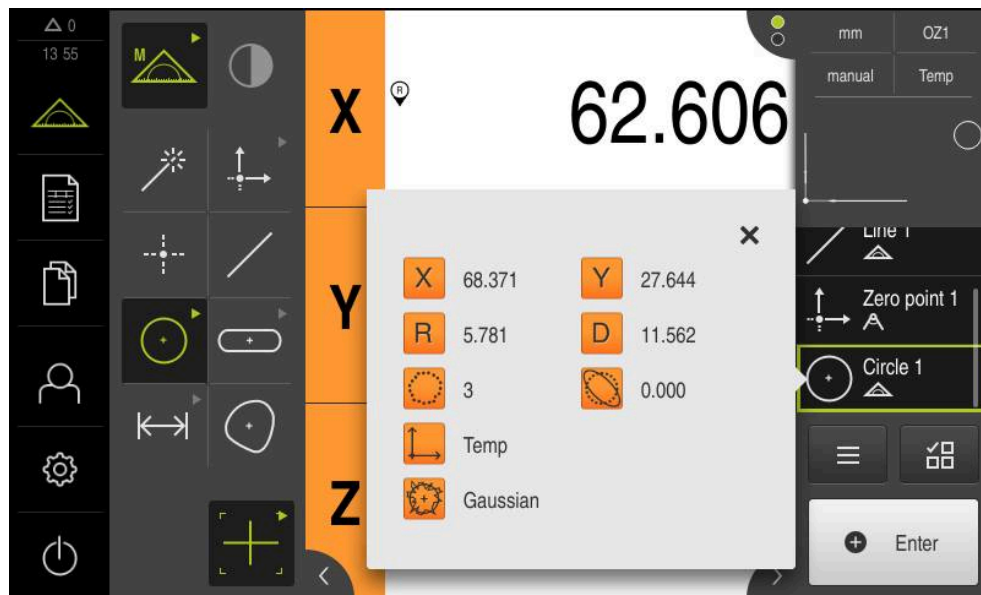 0
13 55
M
X
R
62.606
mm
OZ1
manual
Temp
Y
Z
X
68.371
Y
27.644
R
5.781
D
11.562
3
0.000
Temp
Gaussian
Line 1
Zero point 1
Circle 1
Enter